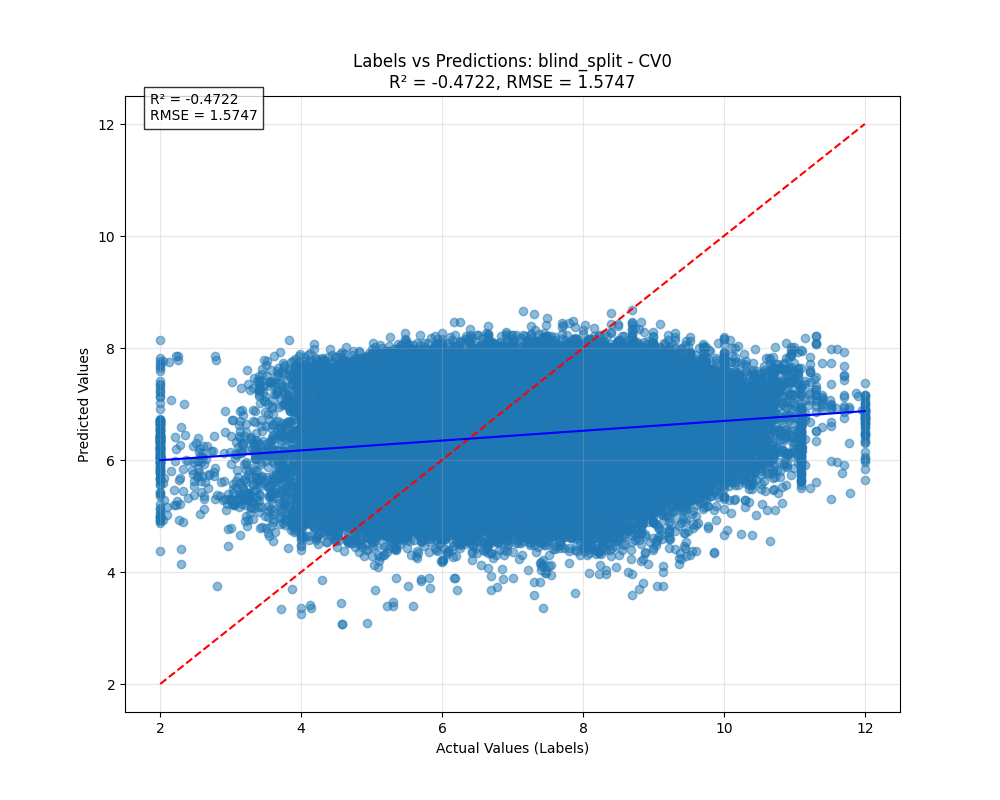 Labels vs Predictions: blind_split - CV0
R² = -0.4722, RMSE = 1.5747
R² = -0.4722
RMSE = 1.5747
12
10
8
6
4
2
Predicted Values
2 4 6 8 10 12
Actual Values (Labels)